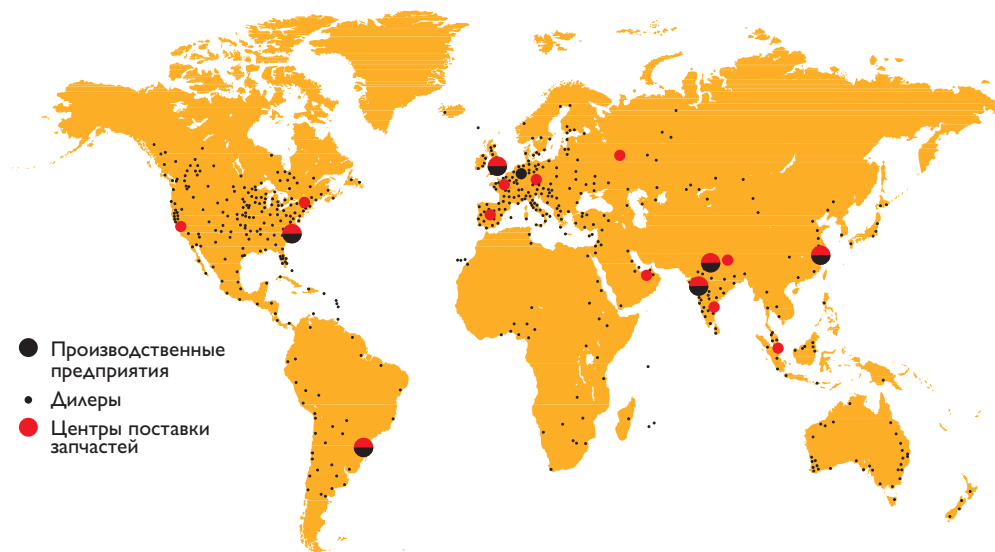 Производственные
предприятия
Дилеры
Центры поставки
запчастей